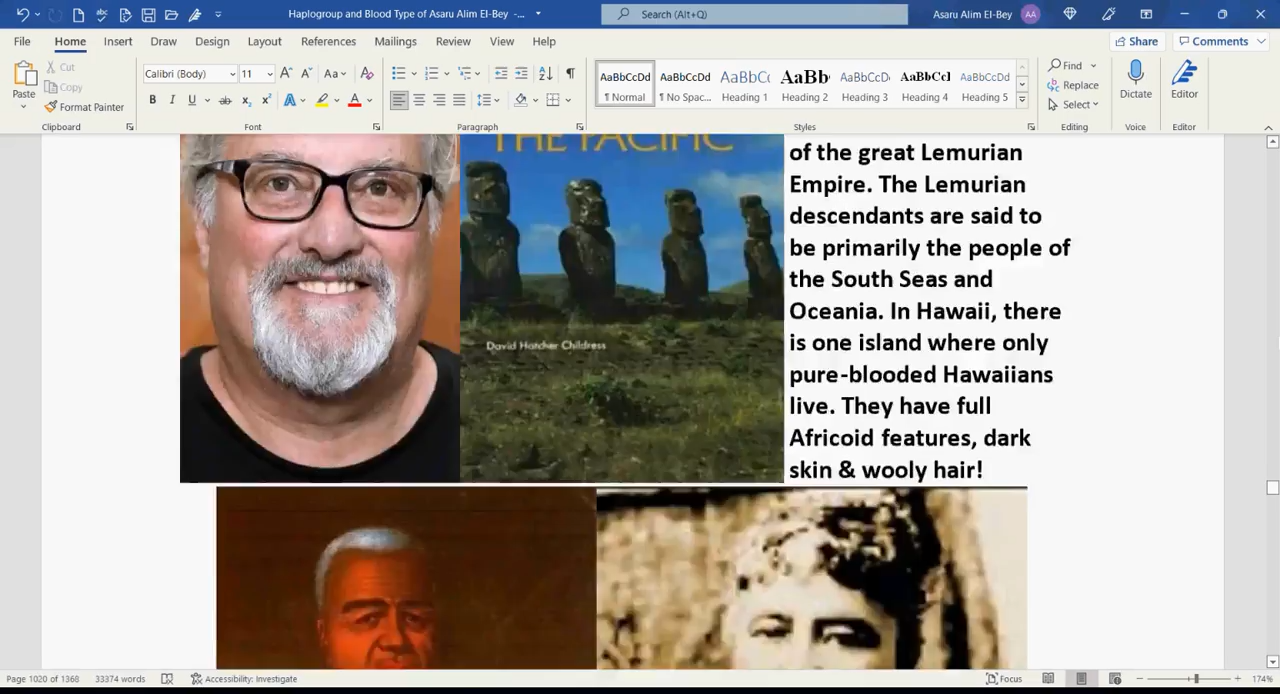 Haplogroup and Blood Type of Asaru Alim El-Bey -...
Search (Alt+Q)
Asaru Alim El-Bey
AA
File
Home
Insert
Draw
Design
Layout
References
Mailings
Review
View
Help
Share
Comments
Paste
Cut
Copy
Format Painter
Clipboard
Calibri (Body)
11
Font
Paragraph
AaBbCcDd
¶ Normal
AaBbCcDd
¶ No Spac...
AaBbCc
Heading 1
AaBb
Heading 2
AaBbCcDd
Heading 3
AaBbCcI
Heading 4
AaBbCcDd
Heading 5
Styles
Find
Replace
Select
Editing
Dictate
Voice
Editor
Editor
THE PACIFIC
David Hatcher Childress
of the great Lemurian
Empire. The Lemurian
descendants are said to
be primarily the people of
the South Seas and
Oceania. In Hawaii, there
is one island where only
pure-blooded Hawaiians
live. They have full
Africoid features, dark
skin & wooly hair!
Page 1020 of 1368
33374 words
Accessibility: Investigate
Focus
174%